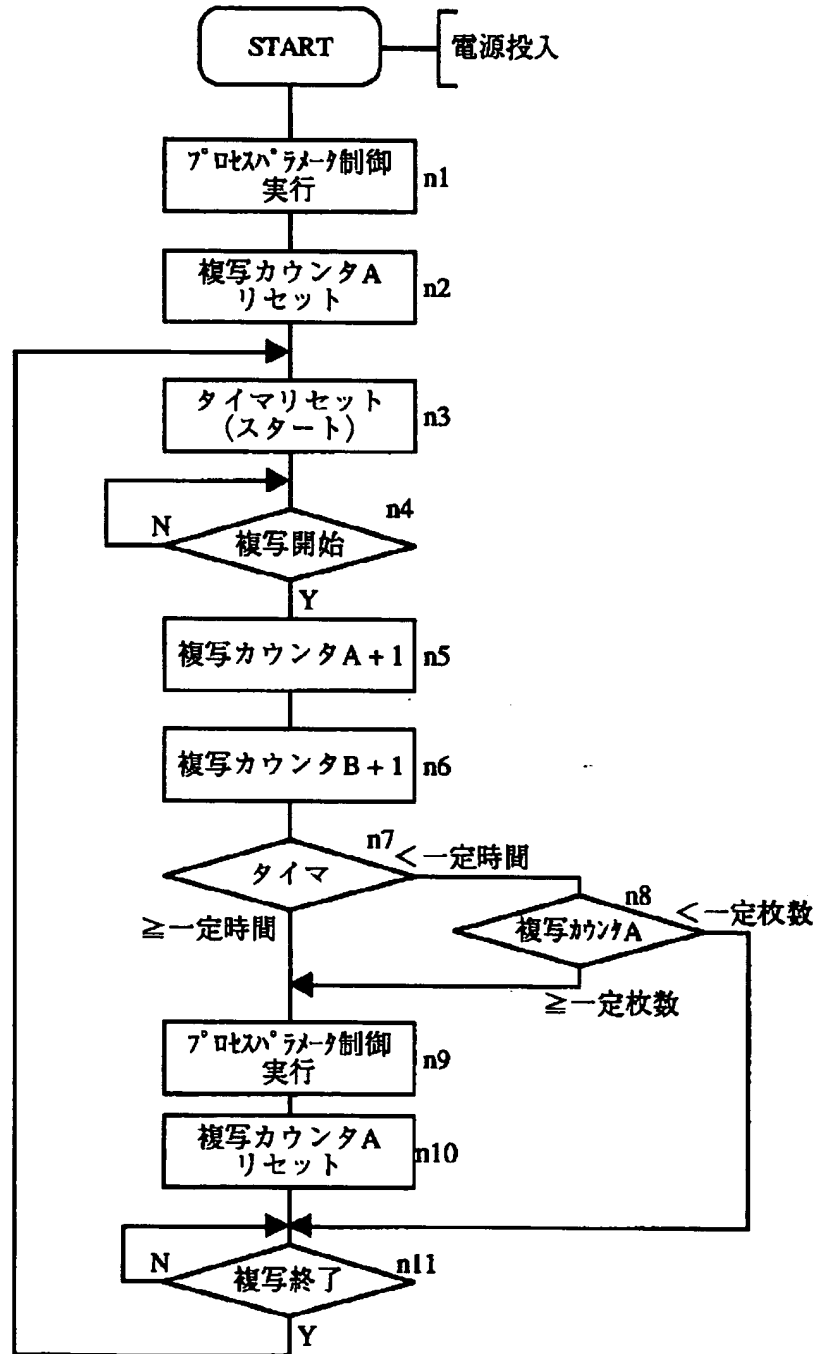 START
電源投入
プロセスパラメータ制御
実行
n1
複写カウンタA
リセット
n2
タイマリセット
(スタート)
n3
n4
N
複写開始
Y
複写カウンタA+1
n5
複写カウンタB+1
n6
n7
<一定時間
タイマ
n8
<一定枚数
≧一定時間
複写カウンタA
≧一定枚数
プロセスパラメータ制御
実行
n9
複写カウンタA
リセット
n10
N
n11
複写終了
Y